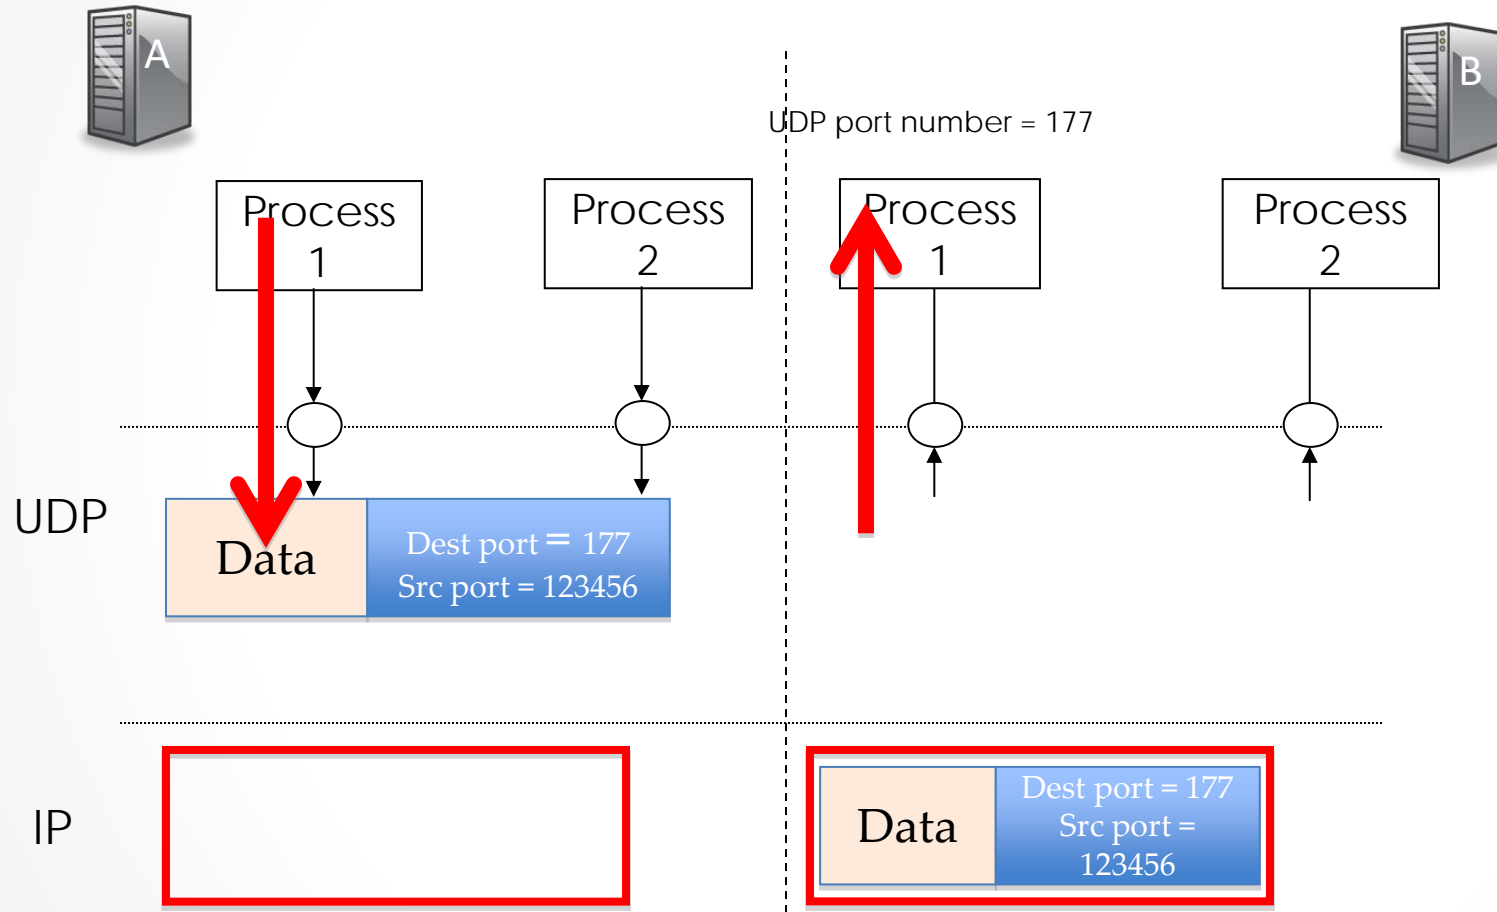 A
B
UDP port number = 177
Process
1
Process
2
Process
1
Process
2
UDP
Data
Dest port = 177
Src port = 123456
IP
Data
Dest port = 177
Src port =
123456